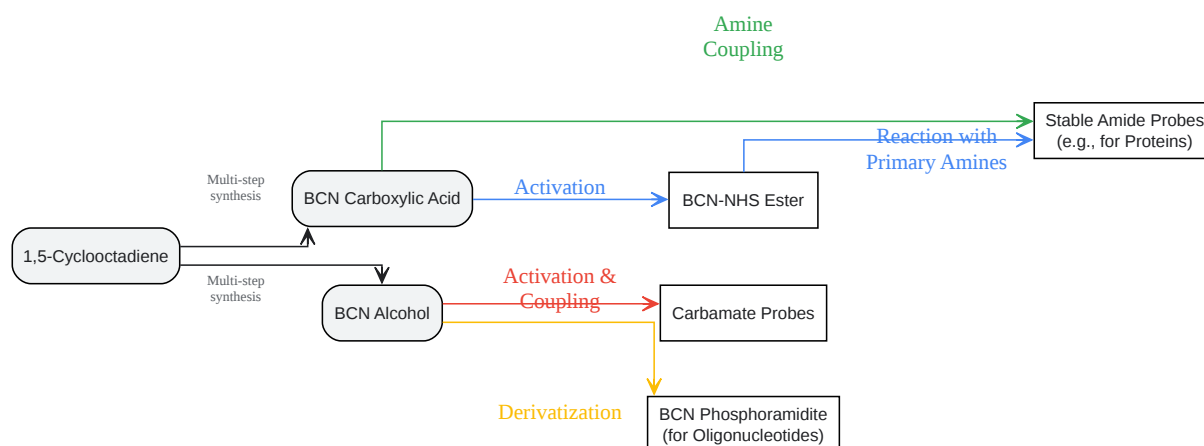 Amine
Coupling
Stable Amide Probes
(e.g., for Proteins)
Reaction with
Primary Amines
Multi-step
synthesis
BCN Carboxylic Acid
Activation
BCN-NHS Ester
1,5-Cyclooctadiene
Multi-step
synthesis
Activation &
Coupling
BCN Alcohol
Carbamate Probes
Derivatization
BCN Phosphoramidite
(for Oligonucleotides)